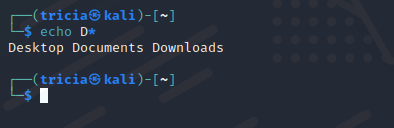 ┌──(tricia㉿kali)-[~]
└─$ echo D*
Desktop Documents Downloads
┌──(tricia㉿kali)-[~]
└─$